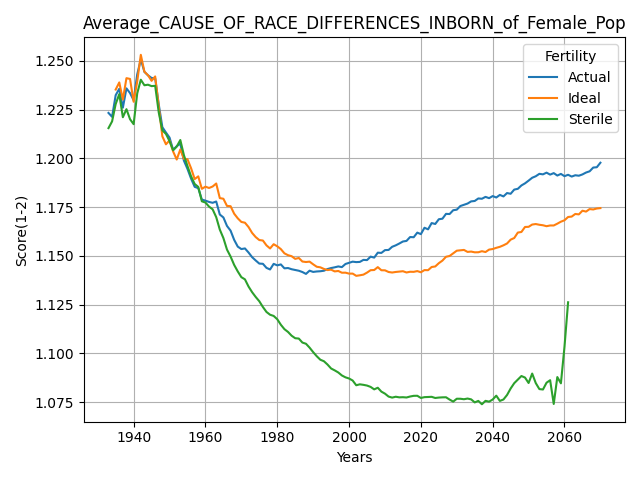 Average_CAUSE_OF_RACE_DIFFERENCES_INBORN_of_Female_Pop
Fertility
Actual
Ideal
Sterile
Score(1-2)
1.250
1.225
1.200
1.175
1.150
1.125
1.100
1.075
1940
1960
1980
2000
2020
2040
2060
Years